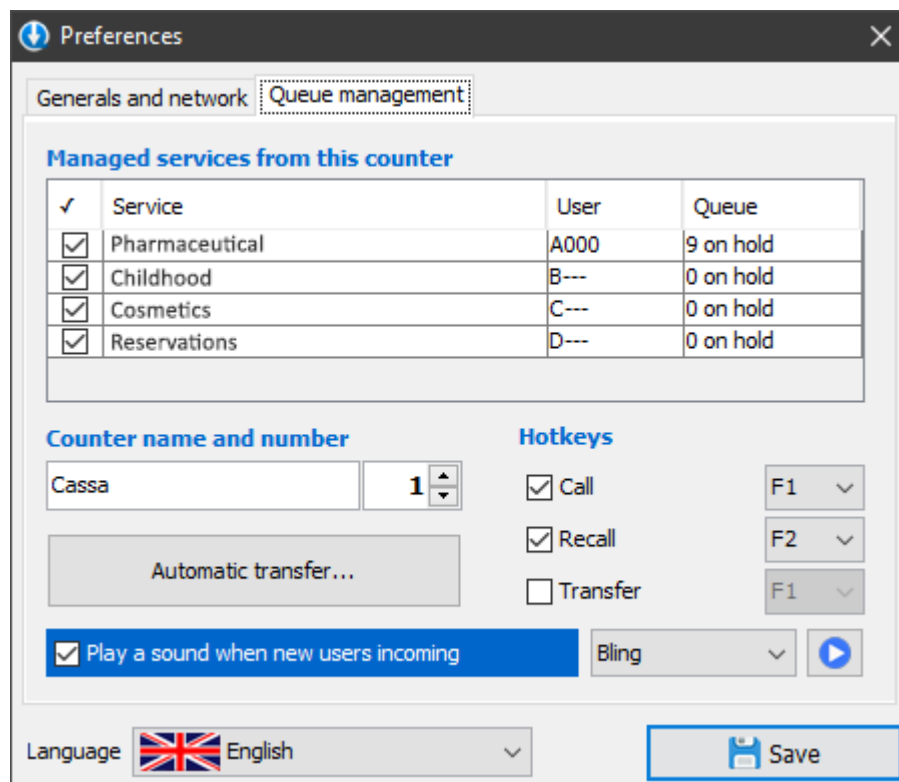 Preferences
Generals and network Queue management
Managed services from this counter
✓ Service User Queue
Pharmaceutical A000 9 on hold
Childhood B--- 0 on hold
Cosmetics C--- 0 on hold
Reservations D--- 0 on hold
Counter name and number Hotkeys
Cassa 1 Call F1
Recall F2
Automatic transfer...
Transfer F1
Play a sound when new users incoming Bling
Language English Save